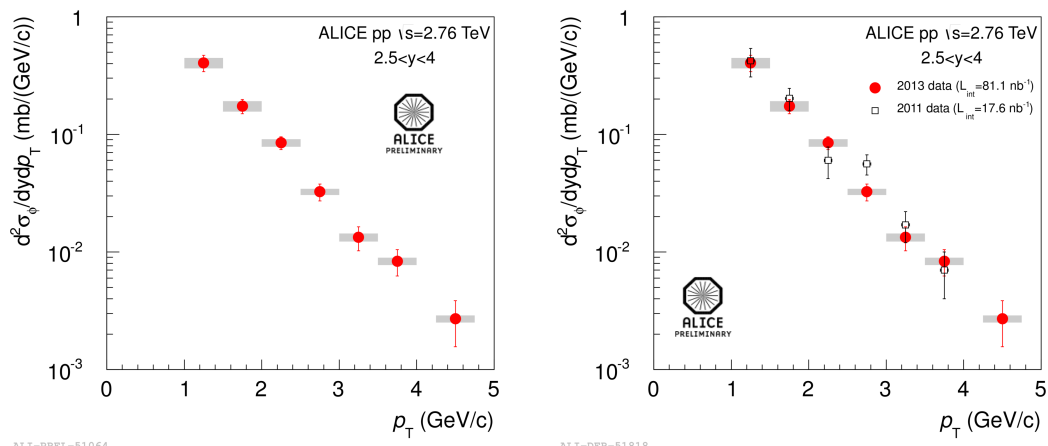 1
10⁻¹
10⁻²
10⁻³
d²σϕ/dydp_T (mb/(GeV/c))
ALICE pp √s=2.76 TeV
2.5<y<4
ALICE
PRELIMINARY
0 1 2 3 4 5
p_T (GeV/c)
1
10⁻¹
10⁻²
10⁻³
d²σϕ/dydp_T (mb/(GeV/c))
ALICE pp √s=2.76 TeV
2.5<y<4
2013 data (L_int=81.1 nb⁻¹)
2011 data (L_int=17.6 nb⁻¹)
ALICE
PRELIMINARY
0 1 2 3 4 5
p_T (GeV/c)